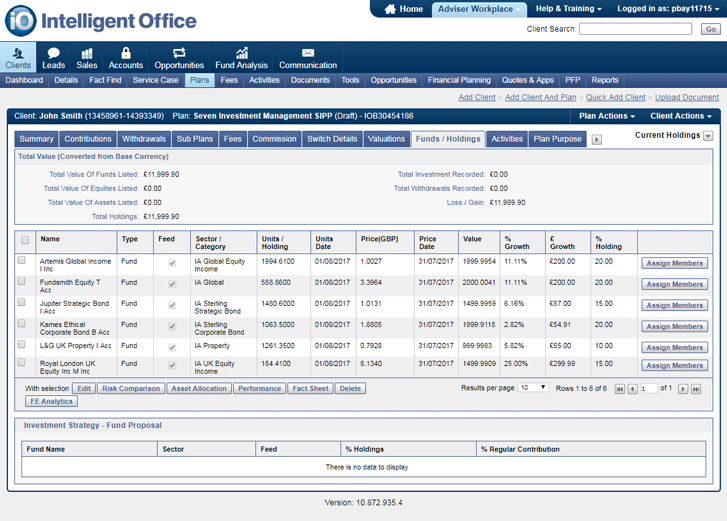 iO Intelligent Office
Home
Adviser Workplace
Help & Training
Logged in as: pbay11715
Client Search:
Go
Clients
Leads
Sales
Accounts
Opportunities
Fund Analysis
Communication
Dashboard Details Fact Find Service Case Plans Fees Activities Documents Tools Opportunities Financial Planning Quotes & Apps PFP Reports
Add Client Add Client And Plan Quick Add Client Upload Document
Client: John Smith (13458961-14393349) Plan: Seven Investment Management SIPP (Draft) - IOB30454186
Plan Actions Client Actions
Summary Contributions Withdrawals Sub Plans Fees Commission Switch Details Valuations Funds / Holdings Activities Plan Purpose
Current Holdings
Total Value (Converted from Base Currency)
Total Value Of Funds Listed: £11,999.90 Total Investment Recorded: £0.00
Total Value Of Equities Listed: £0.00 Total Withdrawals Recorded: £0.00
Total Value Of Assets Listed: £0.00 Loss / Gain: £11,999.90
Total Holdings: £11,999.90
Name Type Feed Sector / Category Units / Holding Units Date Price(GBP) Price Date Value % Growth £ Growth % Holding
Artemis Global Income I Inc Fund IA Global Equity Income 1994.6100 01/08/2017 1.0027 31/07/2017 1999.9954 11.11% £200.00 20.00 Assign Members
Fundsmith Equity T Acc Fund IA Global 588.8600 01/08/2017 3.3964 31/07/2017 2000.0041 11.11% £200.00 20.00 Assign Members
Jupiter Strategic Bond I Acc Fund IA Sterling Strategic Bond 1480.6000 01/08/2017 1.0131 31/07/2017 1499.9959 6.16% £87.00 15.00 Assign Members
Kames Ethical Corporate Bond B Acc Fund IA Sterling Corporate Bond 1063.5000 01/08/2017 1.8805 31/07/2017 1999.9118 2.82% £54.91 20.00 Assign Members
L&G UK Property I Acc Fund IA Property 1261.3500 01/08/2017 0.7928 31/07/2017 999.9983 5.82% £55.00 10.00 Assign Members
Royal London UK Equity Inc M Inc Fund IA UK Equity Income 184.4100 01/08/2017 8.1340 31/07/2017 1499.9909 25.00% £299.99 15.00 Assign Members
With selection Edit Risk Comparison Asset Allocation Performance Fact Sheet Delete
Results per page 10 Rows 1 to 6 of 6 1 of 1
FE Analytics
Investment Strategy - Fund Proposal
Fund Name Sector Feed % Holdings % Regular Contribution
There is no data to display
Version: 10.872.935.4